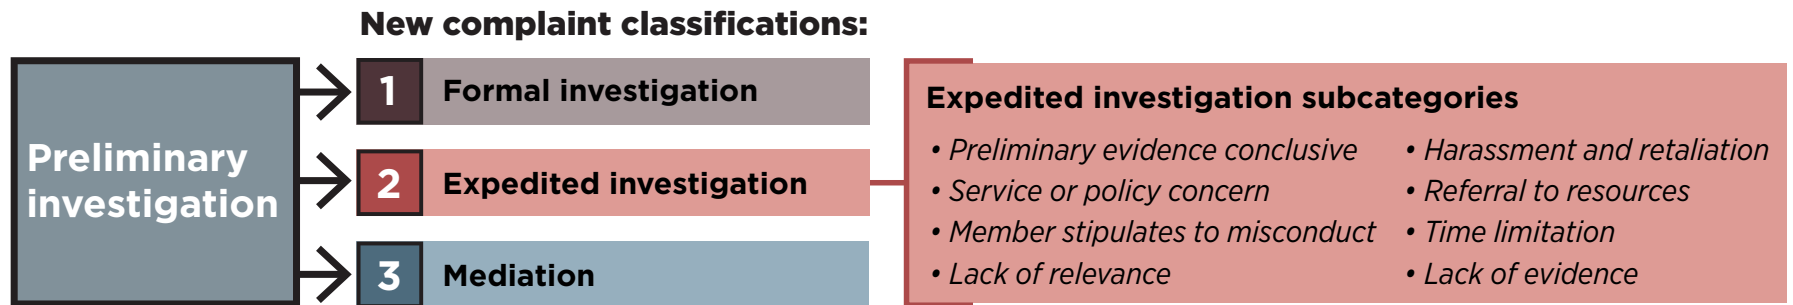 New complaint classifications:
Preliminary
investigation
1 Formal investigation
2 Expedited investigation
3 Mediation
Expedited investigation subcategories
• Preliminary evidence conclusive
• Service or policy concern
• Member stipulates to misconduct
• Lack of relevance
• Harassment and retaliation
• Referral to resources
• Time limitation
• Lack of evidence